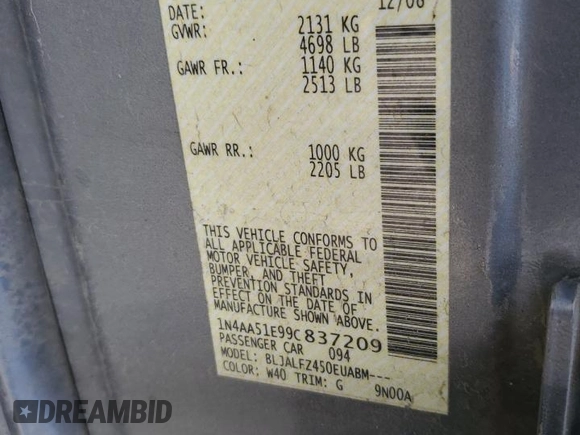 DATE: 12/08
GVWR: 2131 KG
4698 LB
GAWR FR.: 1140 KG
2513 LB
GAWR RR.: 1000 KG
2205 LB
THIS VEHICLE CONFORMS TO
ALL APPLICABLE FEDERAL
MOTOR VEHICLE SAFETY,
BUMPER, AND THEFT
PREVENTION STANDARDS IN
EFFECT ON THE DATE OF
MANUFACTURE SHOWN ABOVE.
1N4AA51E99C837209
PASSENGER CAR 094
MODEL: BLJALFZ450EUABM---
COLOR: W40 TRIM: G 9N00A
DREAMBID